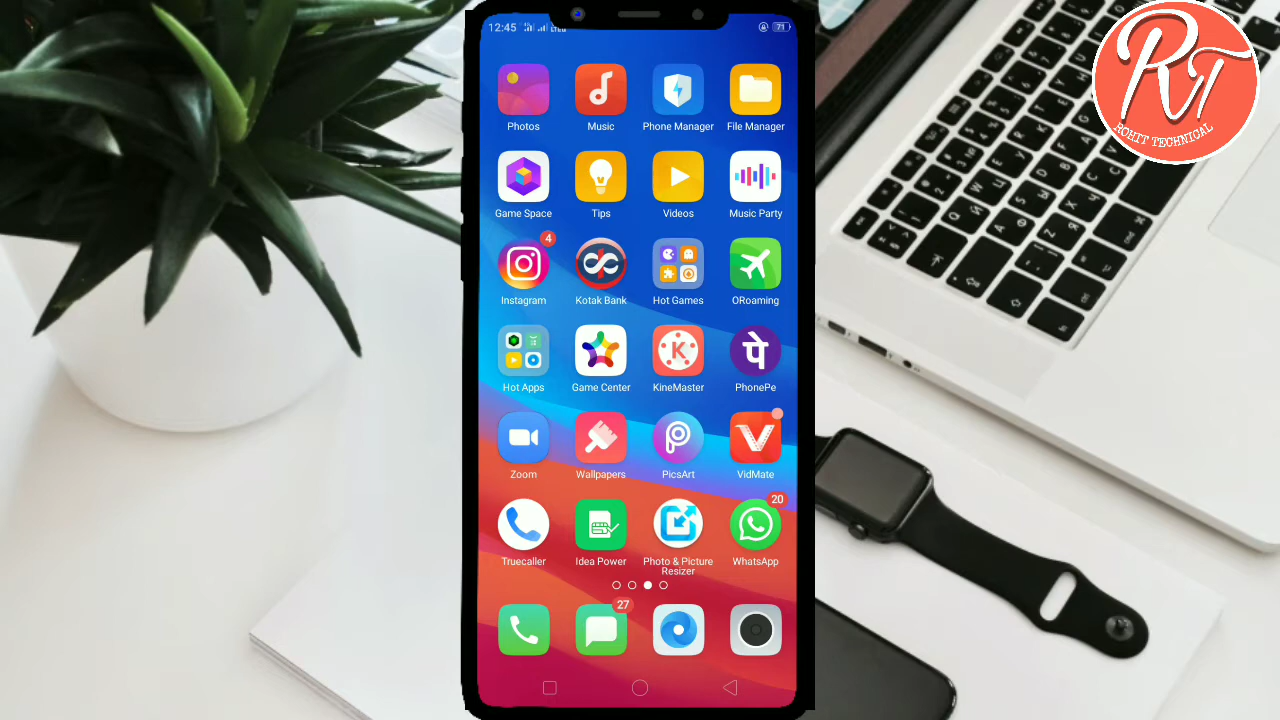 12:45
71
Photos
Music
Phone Manager
File Manager
Game Space
Tips
Videos
Music Party
4
Instagram
Kotak Bank
Hot Games
ORoaming
Hot Apps
Game Center
K
KineMaster
पे
PhonePe
Zoom
Wallpapers
PicsArt
VidMate
20
Truecaller
Idea Power
Photo & Picture
Resizer
WhatsApp
27
RT
ROHIT TECHNICAL